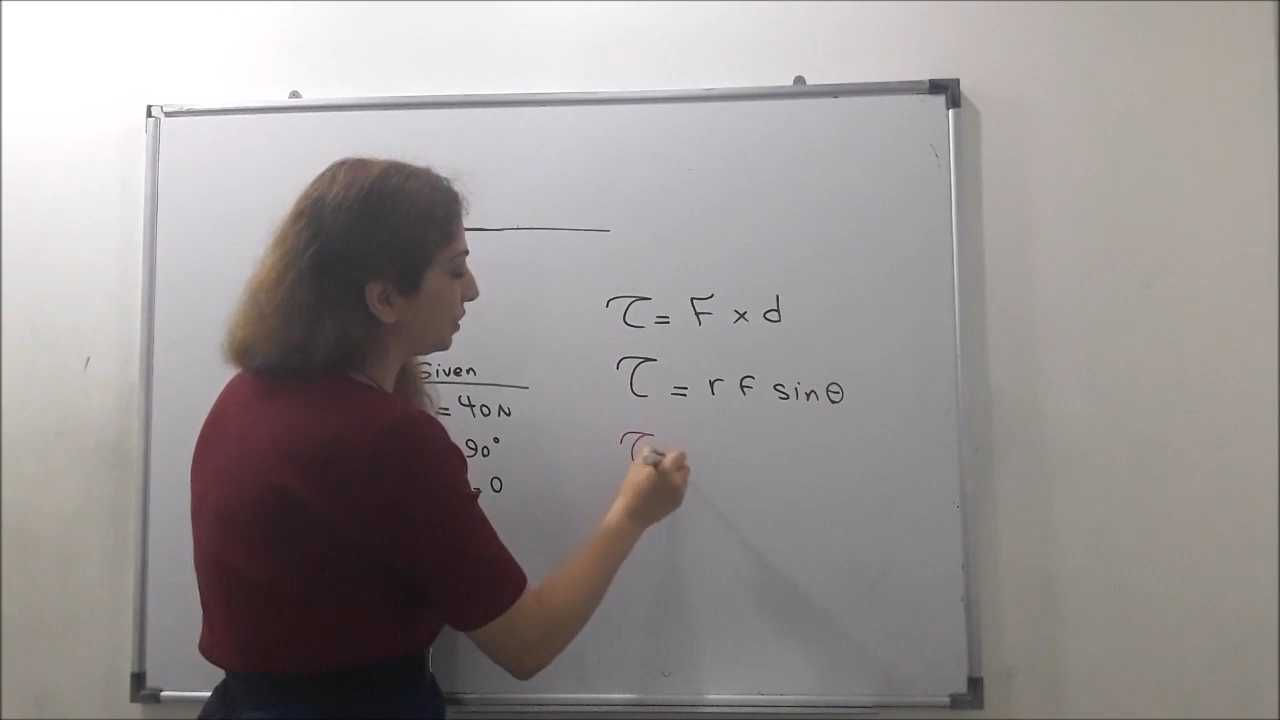 Given
= 40N
90°
= 0
τ = F × d
τ = r F sinθ
τ